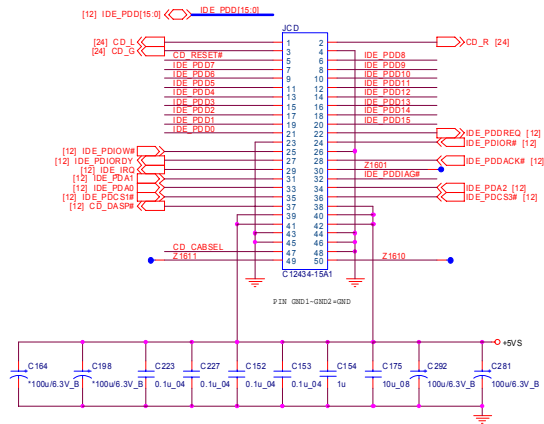 [12] IDE_PDD[15:0] IDE_PDD[15:0]
JCD
[24] CD_L 1 2 CD_R [24]
[24] CD_G 3 4
CD_RESET# 5 6 IDE_PDD8
IDE_PDD7 7 8 IDE_PDD9
IDE_PDD6 9 10 IDE_PDD10
IDE_PDD5 11 12 IDE_PDD11
IDE_PDD4 13 14 IDE_PDD12
IDE_PDD3 15 16 IDE_PDD13
IDE_PDD2 17 18 IDE_PDD14
IDE_PDD1 19 20 IDE_PDD15
IDE_PDD0 21 22 IDE_PDDREQ [12]
23 24 IDE_PDIOR# [12]
[12] IDE_PDIOW# 25 26
[12] IDE_PDIORDY 27 28 IDE_PDDACK# [12]
[12] IDE_IRQ 29 30 Z1601
[12] IDE_PDA1 31 32 IDE_PDIAG#
[12] IDE_PDA0 33 34 IDE_PDA2 [12]
[12] IDE_PDCS1# 35 36 IDE_PDCS3# [12]
[12] CD_DASP# 37 38
39 40
41 42
43 44
45 46
CD_CABSEL 47 48
Z1611 49 50 Z1610
C12434-15A1
PIN GND1~GND2=GND
+5VS
C164 C198 C223 C227 C152 C153 C154 C175 C292 C281
*100u/6.3V_B *100u/6.3V_B 0.1u_04 0.1u_04 0.1u_04 0.1u_04 1u 10u_08 *100u/6.3V_B 100u/6.3V_B